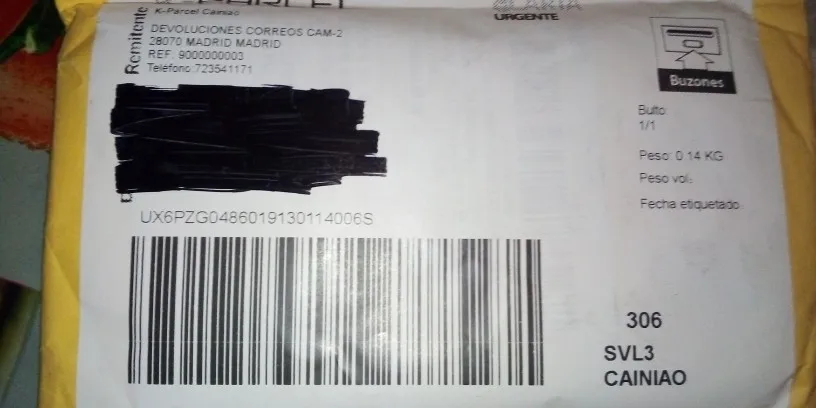 K-Parcel Cainiao
URGENTE
Remitente
DEVOLUCIONES CORREOS CAM-2
28070 MADRID MADRID
REF: 9000000003
Teléfono:723541171
Buzones
Bulto:
1/1
Peso: 0.14 KG
Peso vol:
Fecha etiquetado
UX6PZG0486019130114006S
306
SVL3
CAINIAO